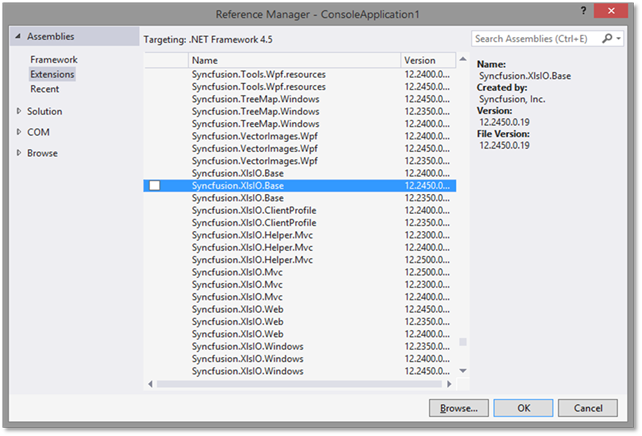 Reference Manager - ConsoleApplication1
? ×
Assemblies
Framework
Extensions
Recent
Solution
COM
Browse
Targeting: .NET Framework 4.5
Search Assemblies (Ctrl+E)
Name Version
Syncfusion.Tools.Wpf.resources 12.2400.0...
Syncfusion.Tools.Wpf.resources 12.2450.0...
Syncfusion.TreeMap.Windows 12.2350.0...
Syncfusion.TreeMap.Windows 12.2450.0...
Syncfusion.TreeMap.Windows 12.2400.0...
Syncfusion.VectorImages.Wpf 12.2400.0...
Syncfusion.VectorImages.Wpf 12.2450.0...
Syncfusion.VectorImages.Wpf 12.2350.0...
Syncfusion.XlsIO.Base 12.2400.0...
Syncfusion.XlsIO.Base 12.2450.0...
Syncfusion.XlsIO.Base 12.2350.0...
Syncfusion.XlsIO.ClientProfile 12.2400.0...
Syncfusion.XlsIO.ClientProfile 12.2350.0...
Syncfusion.XlsIO.Helper.Mvc 12.2300.0...
Syncfusion.XlsIO.Helper.Mvc 12.2400.0...
Syncfusion.XlsIO.Helper.Mvc 12.2500.0...
Syncfusion.XlsIO.Mvc 12.2500.0...
Syncfusion.XlsIO.Mvc 12.2300.0...
Syncfusion.XlsIO.Mvc 12.2400.0...
Syncfusion.XlsIO.Web 12.2450.0...
Syncfusion.XlsIO.Web 12.2350.0...
Syncfusion.XlsIO.Web 12.2400.0...
Syncfusion.XlsIO.Windows 12.2350.0...
Syncfusion.XlsIO.Windows 12.2400.0...
Syncfusion.XlsIO.Windows 12.2450.0...
Name:
Syncfusion.XlsIO.Base
Created by:
Syncfusion, Inc.
Version:
12.2450.0.19
File Version:
12.2450.0.19
Browse... OK Cancel